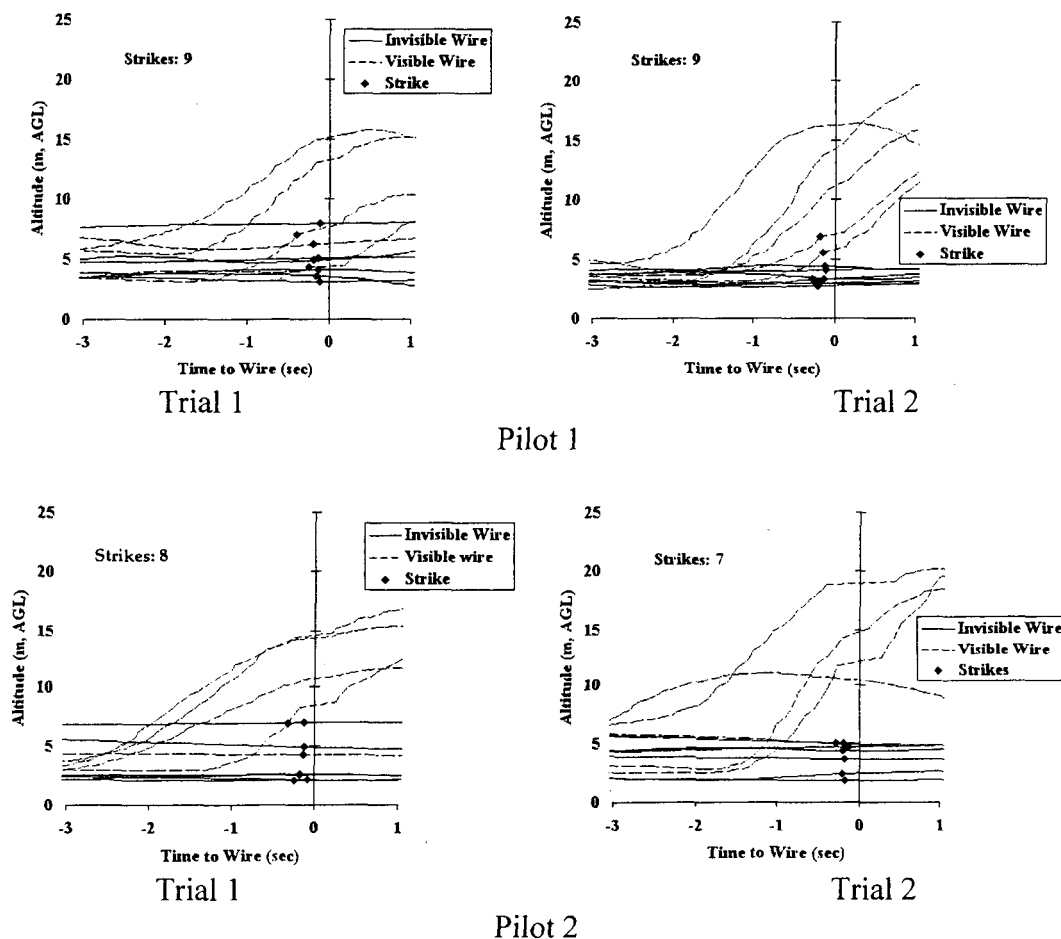 25
20
15
10
5
0
Altitude (m, AGL)
Strikes: 9
Invisible Wire
Visible Wire
Strike
-3 -2 -1 0 1
Time to Wire (sec)
Trial 1
25
20
15
10
5
0
Altitude (m, AGL)
Strikes: 9
Invisible Wire
Visible Wire
Strike
-3 -2 -1 0 1
Time to Wire (sec)
Trial 2
Pilot 1
25
20
15
10
5
0
Altitude (m, AGL)
Strikes: 8
Invisible Wire
Visible wire
Strike
-3 -2 -1 0 1
Time to Wire (sec)
Trial 1
25
20
15
10
5
0
Altitude (m, AGL)
Strikes: 7
Invisible Wire
Visible Wire
Strikes
-3 -2 -1 0 1
Time to Wire (sec)
Trial 2
Pilot 2